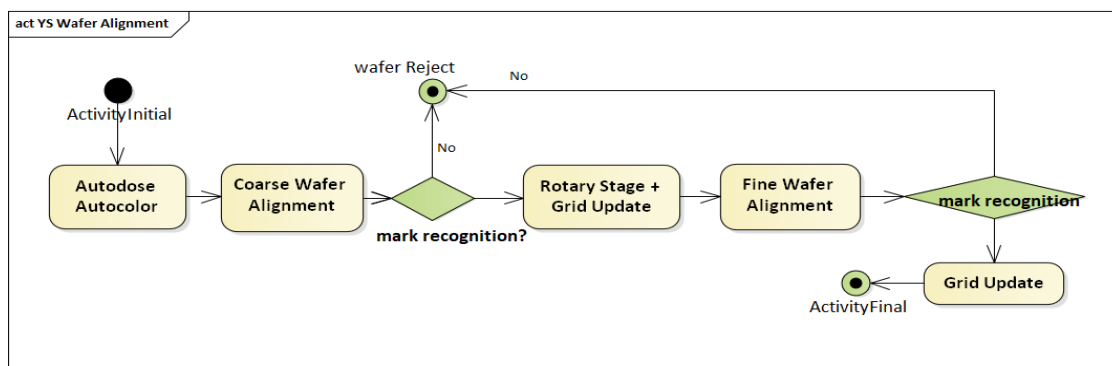 act YS Wafer Alignment
wafer Reject
No
ActivityInitial
No
Autodose
Autocolor
Coarse Wafer
Alignment
mark recognition?
Rotary Stage +
Grid Update
Fine Wafer
Alignment
mark recognition
Grid Update
ActivityFinal